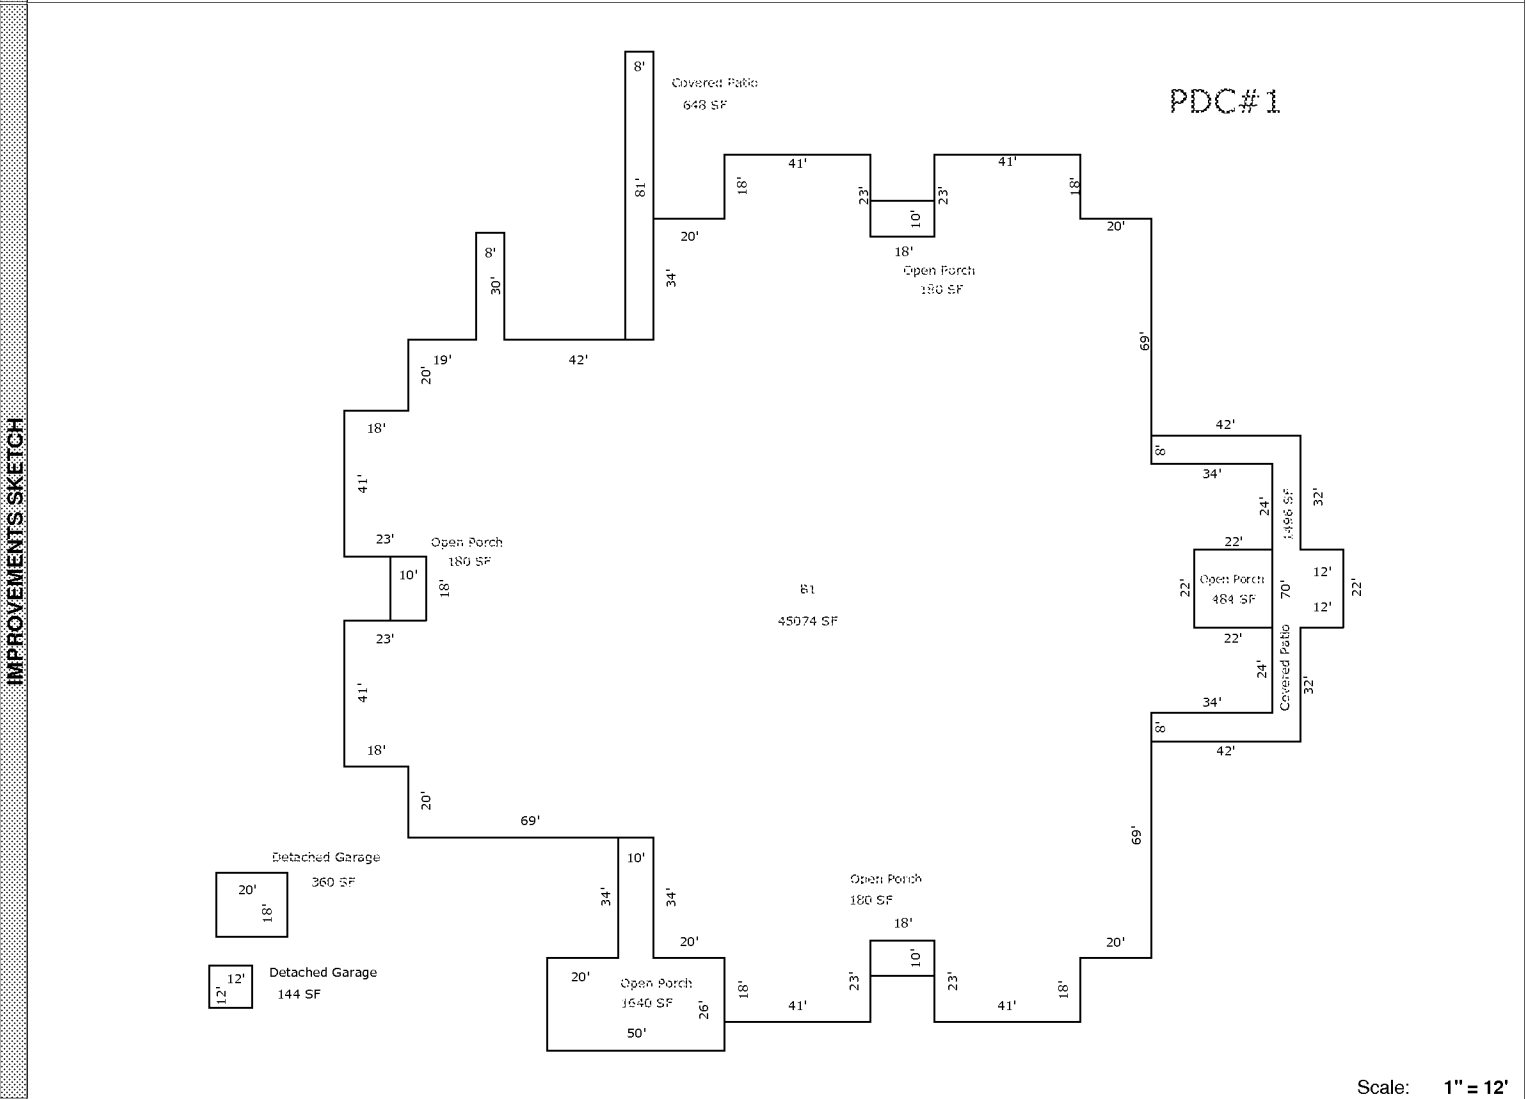 IMPROVEMENTS SKETCH
PDC#1
8'
Covered Patio
648 SF
81'
41'
18'
23'
23'
41'
18'
10'
20'
18'
20'
Open Porch
180 SF
34'
8'
30'
19'
42'
20'
69'
18'
41'
23'
Open Porch
180 SF
10'
18'
23'
41'
18'
20'
69'
B1
45074 SF
42'
8'
34'
24'
1496 SF
32'
22'
22'
Open Porch
484 SF
22'
70'
12'
12'
22'
24'
Covered Patio
32'
34'
8'
42'
69'
Detached Garage
360 SF
20'
18'
Detached Garage
144 SF
12'
12'
10'
34'
34'
20'
20'
Open Porch
1640 SF
26'
50'
18'
41'
23'
Open Porch
180 SF
18'
10'
23'
41'
18'
20'
Scale: 1" = 12'